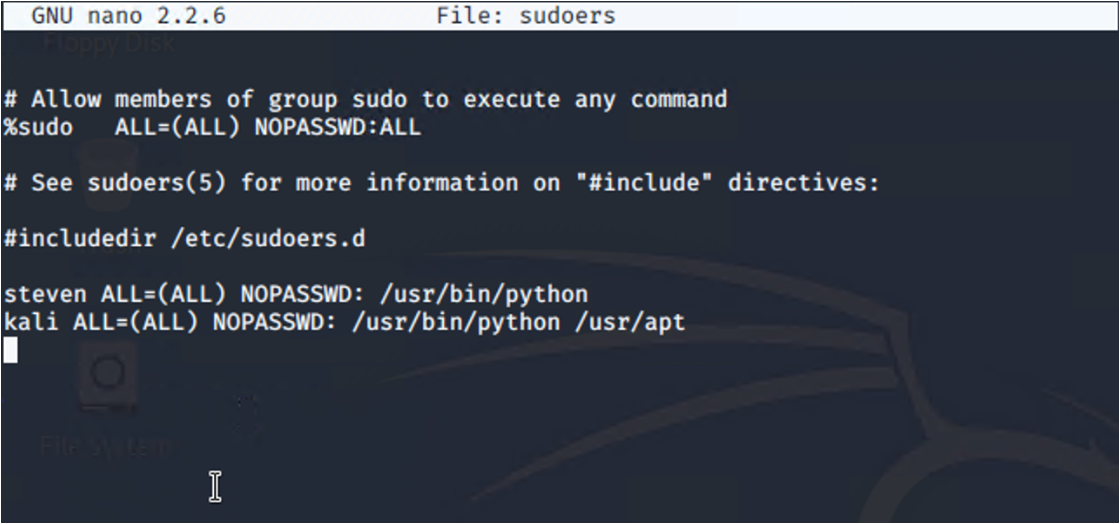 GNU nano 2.2.6 File: sudoers
Floppy Disk
# Allow members of group sudo to execute any command
%sudo   ALL=(ALL) NOPASSWD:ALL
# See sudoers(5) for more information on "#include" directives:
#includedir /etc/sudoers.d
steven ALL=(ALL) NOPASSWD: /usr/bin/python
kali ALL=(ALL) NOPASSWD: /usr/bin/python /usr/apt
File System